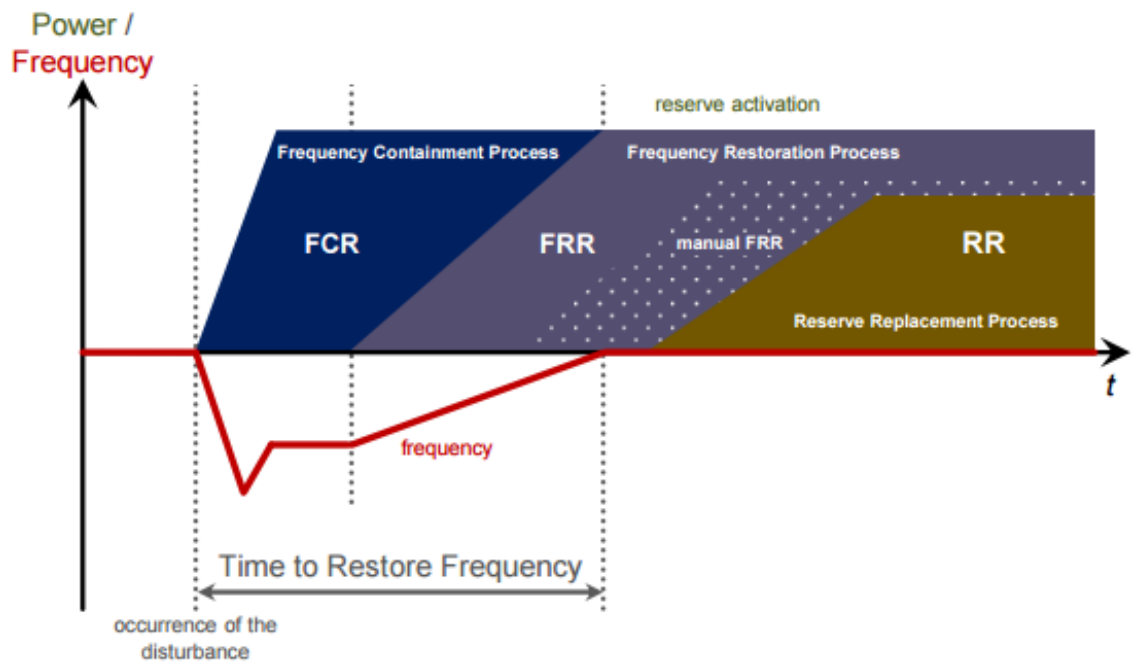 Power /
Frequency
reserve activation
Frequency Containment Process
Frequency Restoration Process
FCR
FRR
manual FRR
RR
Reserve Replacement Process
t
frequency
Time to Restore Frequency
occurrence of the
disturbance